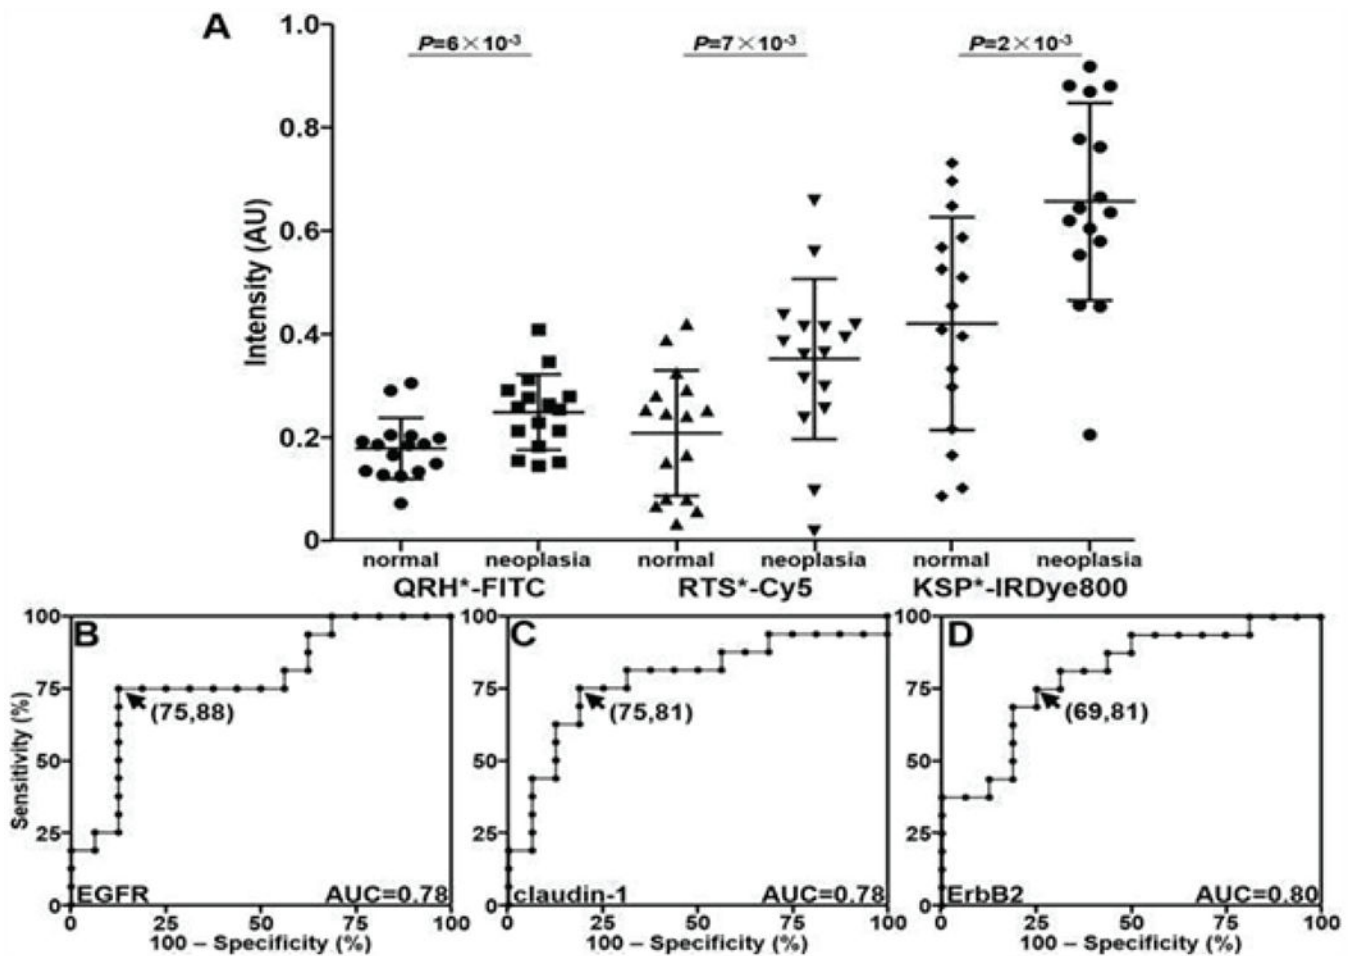 A
1.0
P=6×10-3
P=7×10-3
P=2×10-3
0.8
0.6
0.4
0.2
0
Intensity (AU)
normal neoplasia normal neoplasia normal neoplasia
QRH*-FITC RTS*-Cy5 KSP*-IRDye800
B
100
75
50
25
0
Sensitivity (%)
(75,88)
EGFR AUC=0.78
0 25 50 75 100
100 – Specificity (%)
C
100
75
50
25
0
(75,81)
claudin-1 AUC=0.78
0 25 50 75 100
100 – Specificity (%)
D
100
75
50
25
0
(69,81)
ErbB2 AUC=0.80
0 25 50 75 100
100 – Specificity (%)